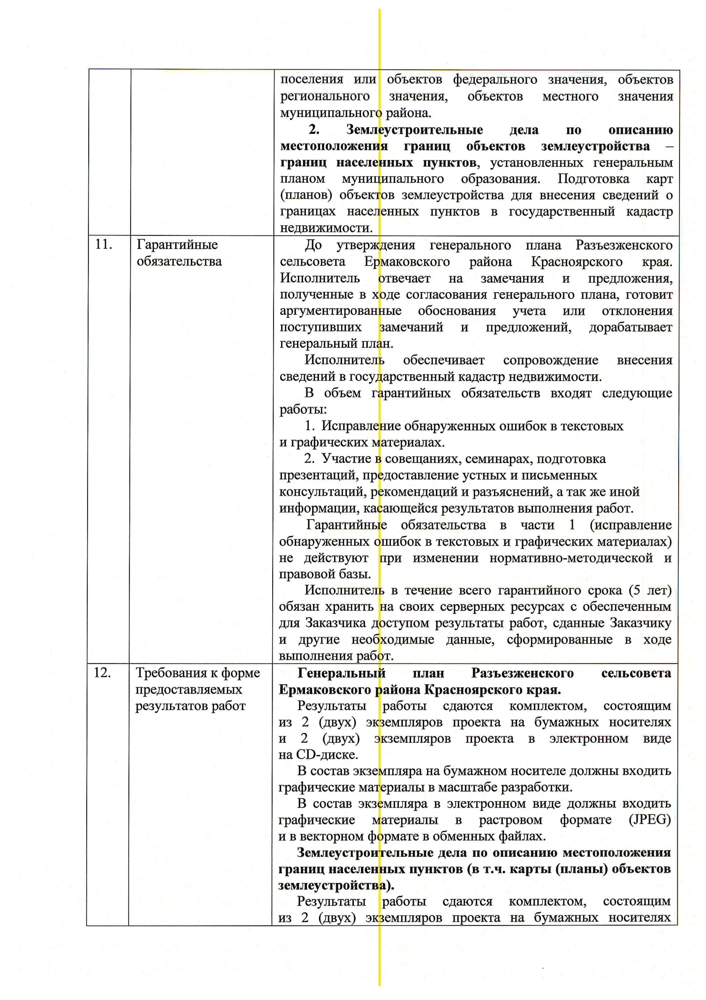 поселения или объектов федерального значения, объектов
регионального значения, объектов местного значения
муниципального района.
2. Землеустроительные дела по описанию
местоположения границ объектов землеустройства –
границ населенных пунктов, установленных генеральным
планом муниципального образования. Подготовка карт
(планов) объектов землеустройства для внесения сведений о
границах населенных пунктов в государственный кадастр
недвижимости.
11.
Гарантийные
обязательства
До утверждения генерального плана Разъезженского
сельсовета Ермаковского района Красноярского края.
Исполнитель отвечает на замечания и предложения,
полученные в ходе согласования генерального плана, готовит
аргументированные обоснования учета или отклонения
поступивших замечаний и предложений, дорабатывает
генеральный план.
Исполнитель обеспечивает сопровождение внесения
сведений в государственный кадастр недвижимости.
В объем гарантийных обязательств входят следующие
работы:
1. Исправление обнаруженных ошибок в текстовых
и графических материалах.
2. Участие в совещаниях, семинарах, подготовка
презентаций, предоставление устных и письменных
консультаций, рекомендаций и разъяснений, а так же иной
информации, касающейся результатов выполнения работ.
Гарантийные обязательства в части 1 (исправление
обнаруженных ошибок в текстовых и графических материалах)
не действуют при изменении нормативно-методической и
правовой базы.
Исполнитель в течение всего гарантийного срока (5 лет)
обязан хранить на своих серверных ресурсах с обеспеченным
для Заказчика доступом результаты работ, сданные Заказчику
и другие необходимые данные, сформированные в ходе
выполнения работ.
12.
Требования к форме
предоставляемых
результатов работ
Генеральный план Разъезженского сельсовета
Ермаковского района Красноярского края.
Результаты работы сдаются комплектом, состоящим
из 2 (двух) экземпляров проекта на бумажных носителях
и 2 (двух) экземпляров проекта в электронном виде
на CD-диске.
В состав экземпляра на бумажном носителе должны входить
графические материалы в масштабе разработки.
В состав экземпляра в электронном виде должны входить
графические материалы в растровом формате (JPEG)
и в векторном формате в обменных файлах.
Землеустроительные дела по описанию местоположения
границ населенных пунктов (в т.ч. карты (планы) объектов
землеустройства).
Результаты работы сдаются комплектом, состоящим
из 2 (двух) экземпляров проекта на бумажных носителях